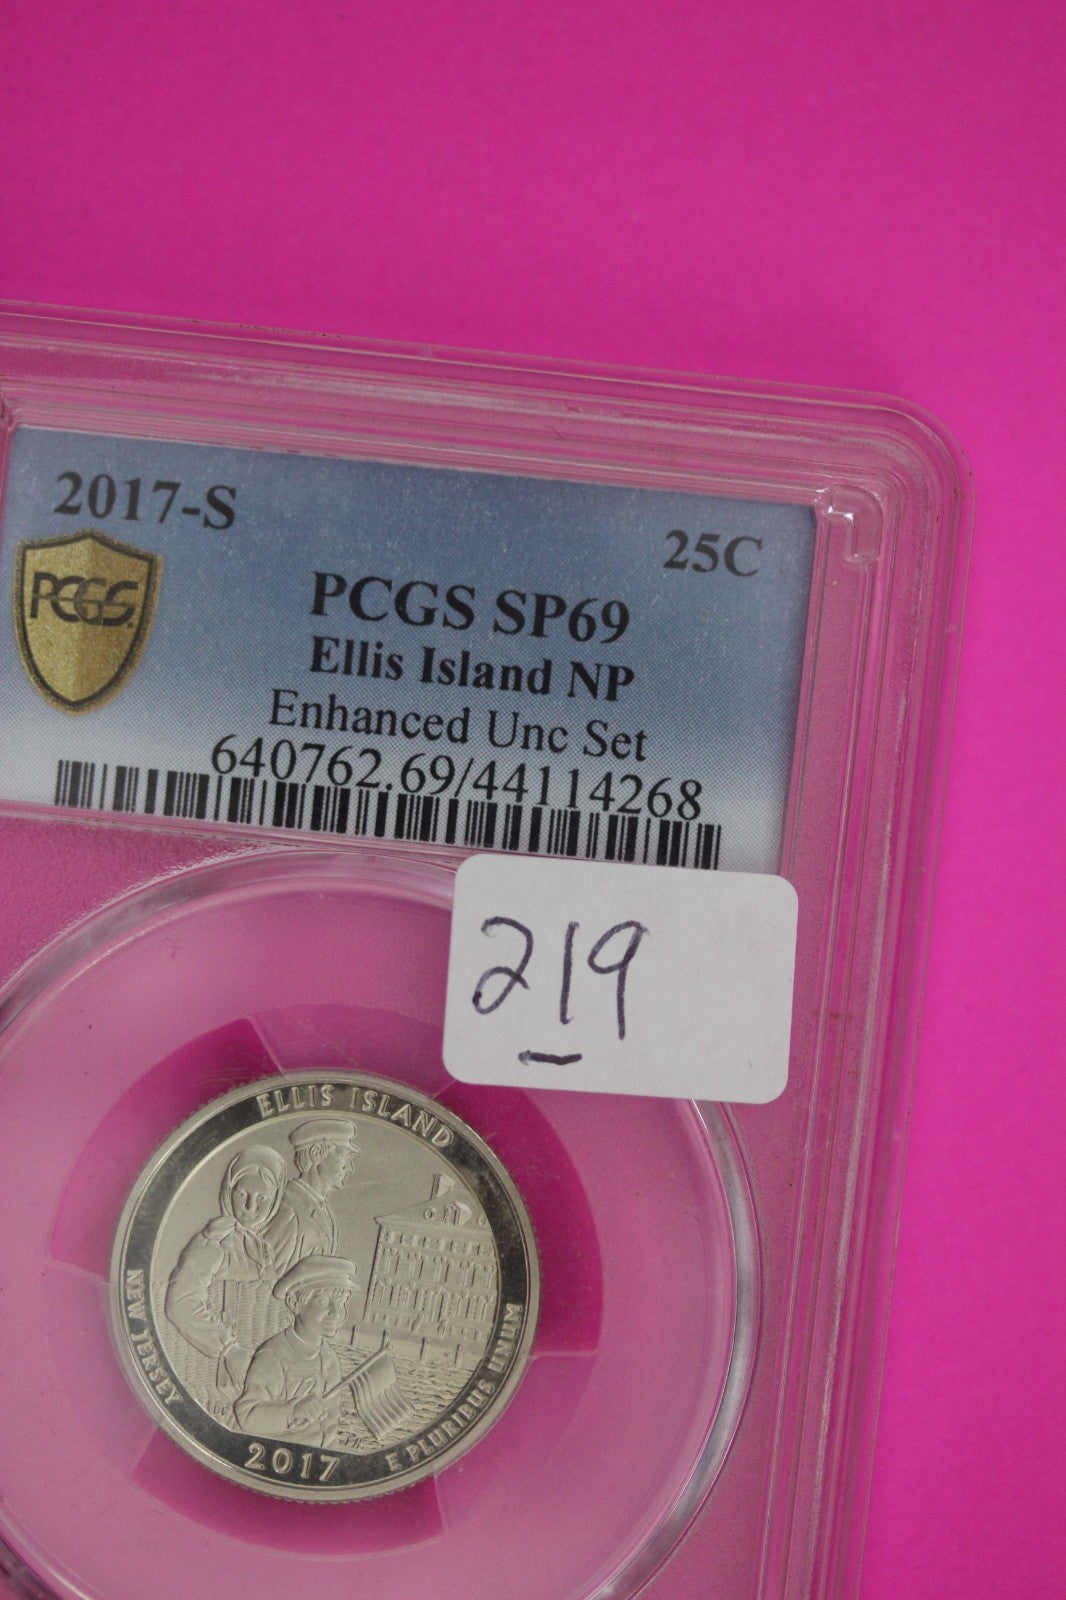 2017-S
25C
PCGS
PCGS SP69
Ellis Island NP
Enhanced Unc Set
640762.69/44114268
219
ELLIS ISLAND
NEW JERSEY
2017
E PLURIBUS UNUM